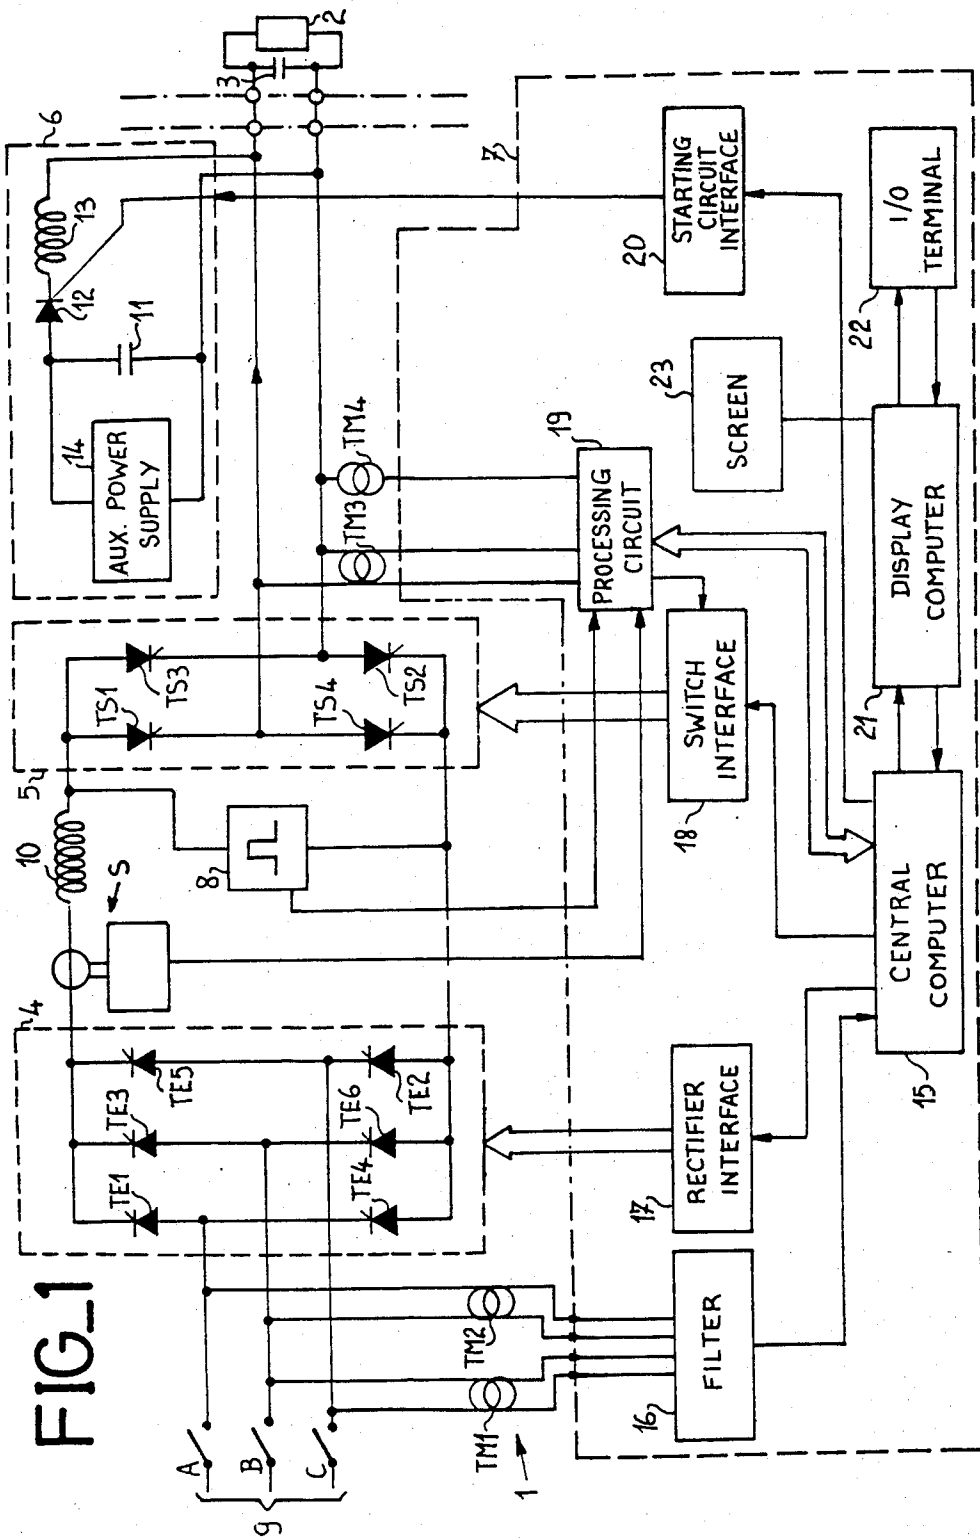 FIG_1
9
A
B
C
1
TM1
TM2
4
TE1
TE3
TE5
TE4
TE6
TE2
S
10
8
5
TS1
TS3
TS4
TS2
6
14
AUX. POWER
SUPPLY
11
12
13
3
2
TM3
TM4
7
16
FILTER
17
RECTIFIER
INTERFACE
18
SWITCH
INTERFACE
19
PROCESSING
CIRCUIT
20
STARTING
CIRCUIT
INTERFACE
15
CENTRAL
COMPUTER
21
DISPLAY
COMPUTER
23
SCREEN
22
I/O
TERMINAL